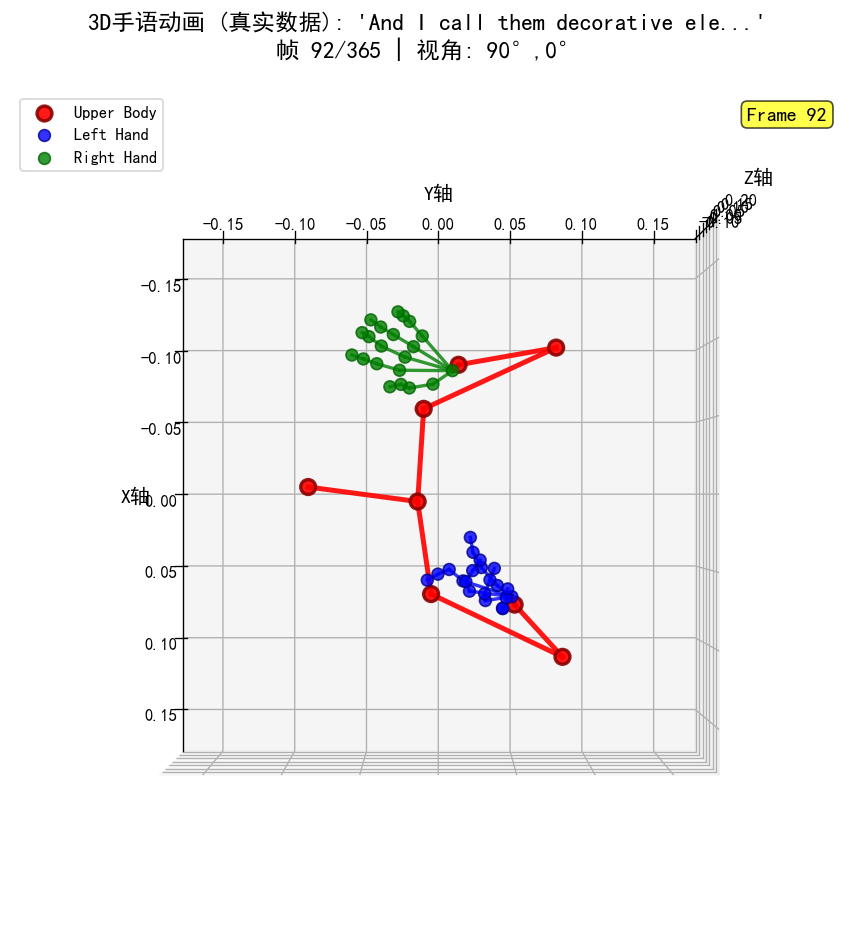 3D手语动画 (真实数据): 'And I call them decorative ele...'
帧 92/365 | 视角: 90°,0°
Upper Body
Left Hand
Right Hand
Frame 92
Z轴
Y轴
−0.15 −0.10 −0.05 0.00 0.05 0.10 0.15
−0.15
−0.10
−0.05
X轴
0.00
0.05
0.10
0.15